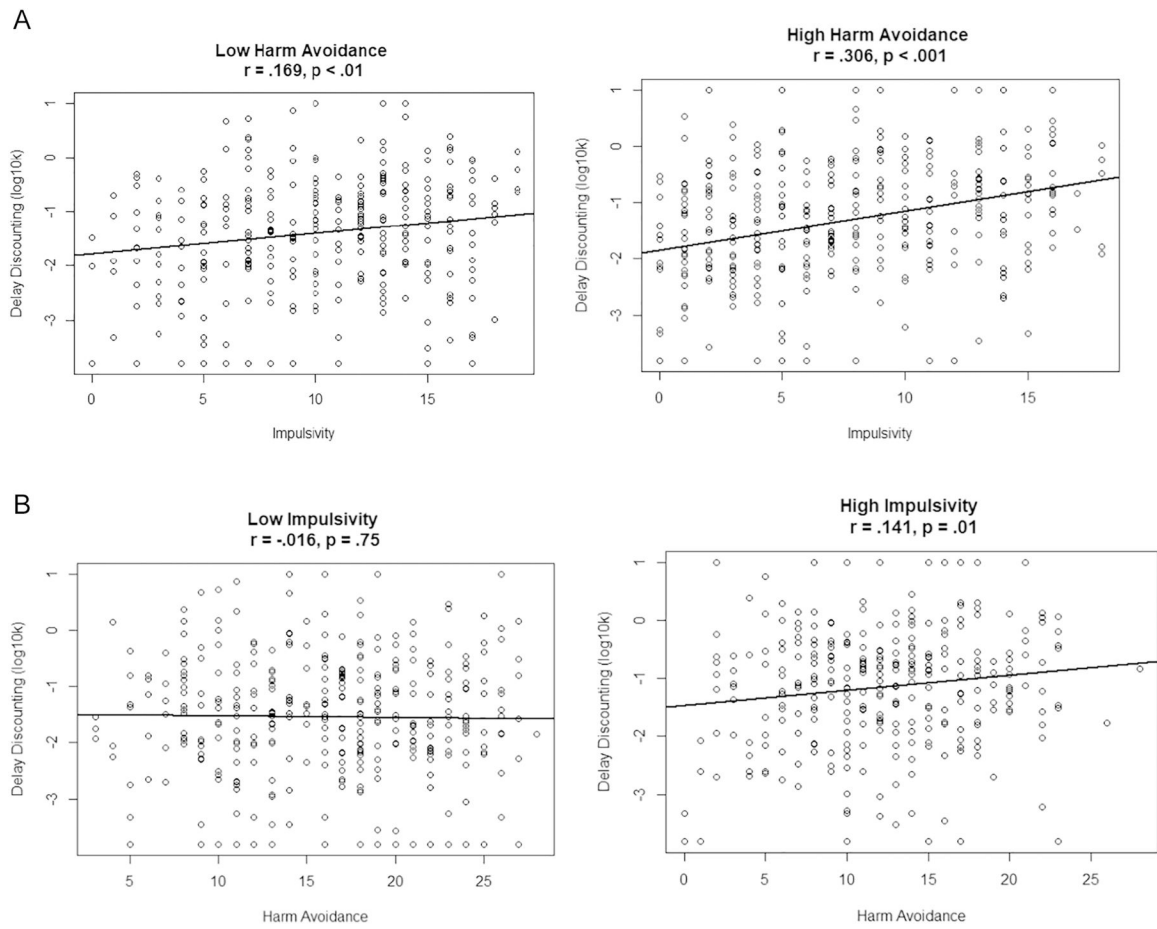 A
Low Harm Avoidance
r = .169, p < .01
Delay Discounting (log10k)
1
0
-1
-2
-3
0 5 10 15
Impulsivity
High Harm Avoidance
r = .306, p < .001
Delay Discounting (log10k)
1
0
-1
-2
-3
0 5 10 15
Impulsivity
B
Low Impulsivity
r = -.016, p = .75
Delay Discounting (log10k)
1
0
-1
-2
-3
5 10 15 20 25
Harm Avoidance
High Impulsivity
r = .141, p = .01
Delay Discounting (log10k)
1
0
-1
-2
-3
0 5 10 15 20 25
Harm Avoidance